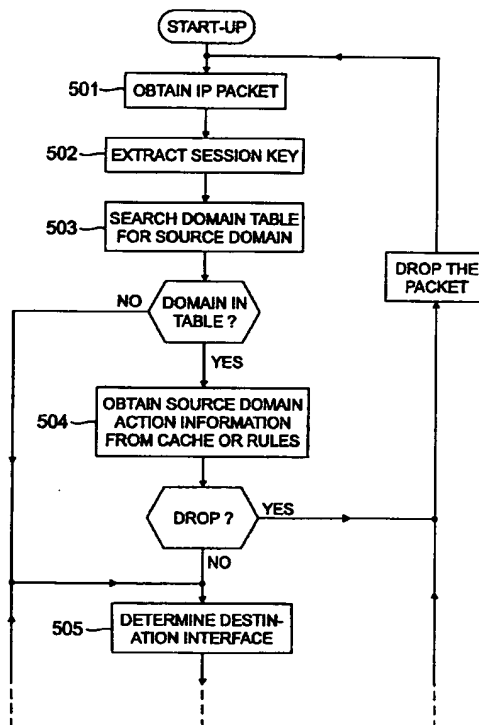 START-UP
501
OBTAIN IP PACKET
502
EXTRACT SESSION KEY
503
SEARCH DOMAIN TABLE
FOR SOURCE DOMAIN
DROP THE
PACKET
NO
DOMAIN IN
TABLE ?
YES
504
OBTAIN SOURCE DOMAIN
ACTION INFORMATION
FROM CACHE OR RULES
DROP ?
YES
NO
505
DETERMINE DESTIN-
ATION INTERFACE